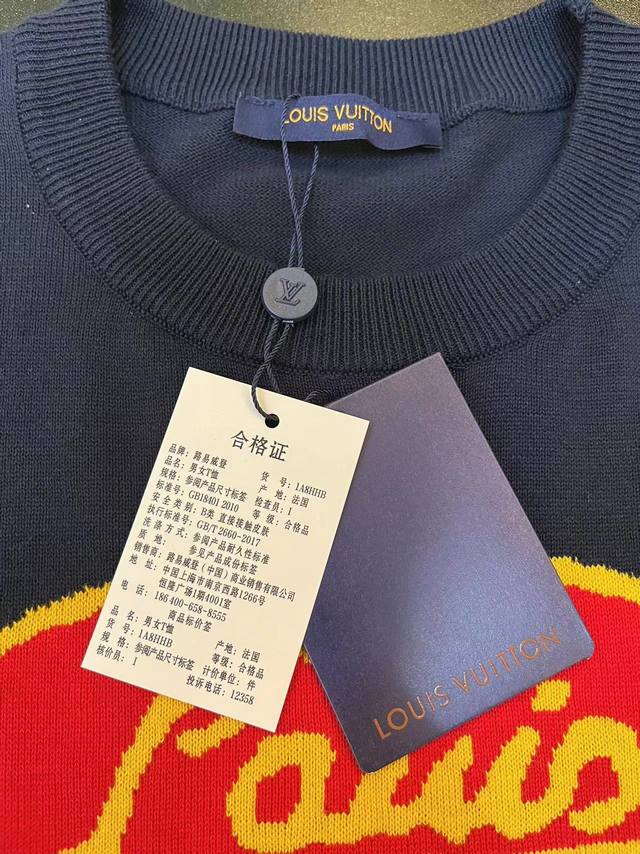 LOUIS VUITTON
PARIS
LV
合格证
品牌: 路易威登
品名: 男女T恤 货 号: 1A8HHB
规格: 参阅产品尺寸标签 产 地: 法国
标准号: GB18401 2010 检查员: I
安全类别: B类 直接接触皮肤 等 级: 合格品
执行标准号: GB/T 2660-2017
洗涤方式: 参阅产品耐久性标准
质 地: 参见产品成份标签
销售商: 路易威登（中国）商业销售有限公司
地 址: 中国上海市南京西路1266号
恒隆广场1期4001室
电 话: 186 400-658-8555
商品标价签
品 名: 男女T恤
货 号: 1A8HHB 产地: 法国
规 格: 参阅产品尺寸标签 等级: 合格品
核价员: I 计价单位: 件
投诉电话: 12358
LOUIS VUITTON
Louis